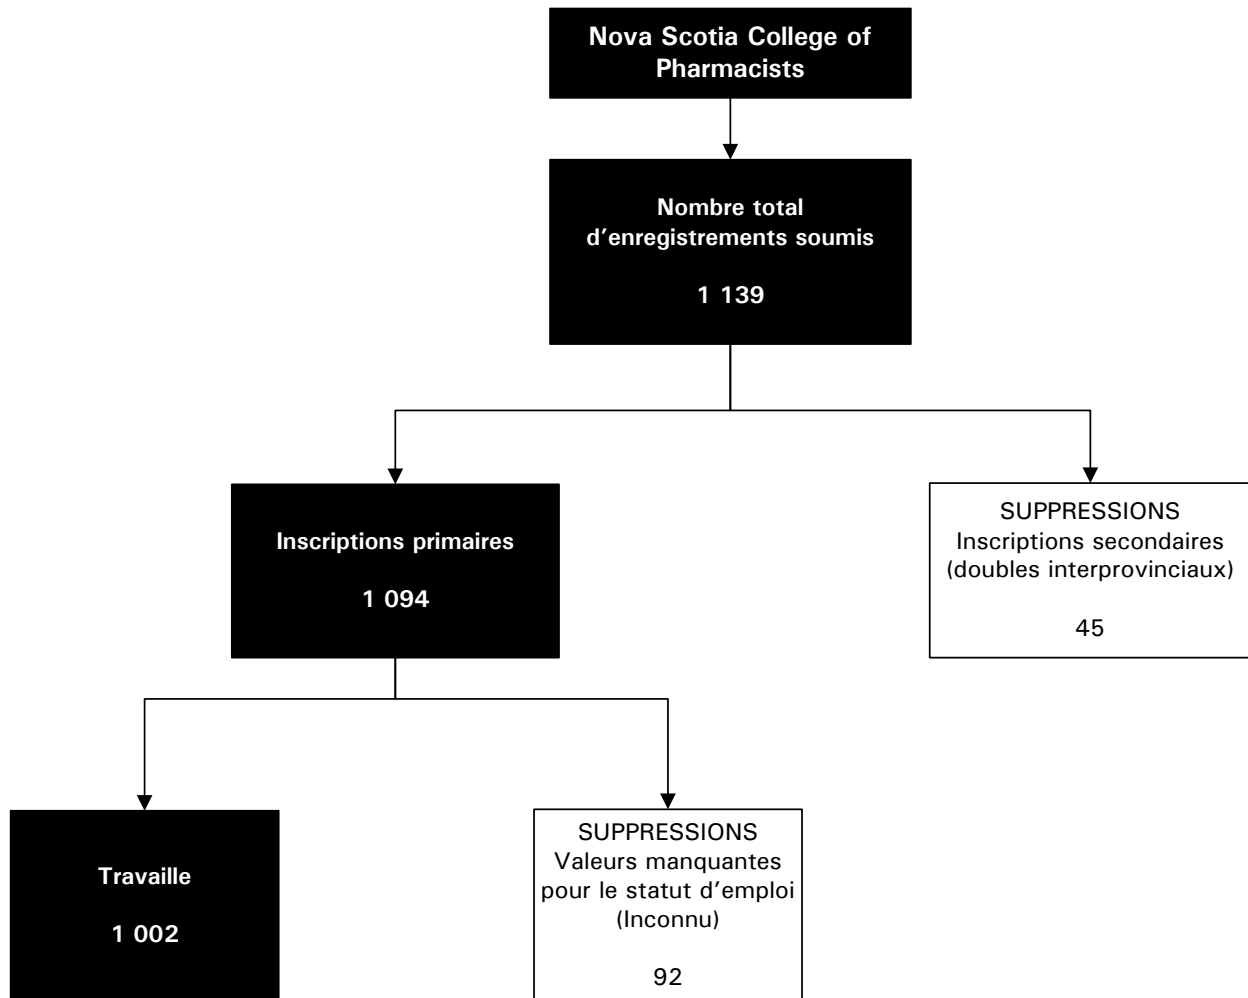 Nova Scotia College of
Pharmacists
Nombre total
d'enregistrements soumis
1 139
Inscriptions primaires
1 094
SUPPRESSIONS
Inscriptions secondaires
(doubles interprovinciaux)
45
Travaille
1 002
SUPPRESSIONS
Valeurs manquantes
pour le statut d'emploi
(Inconnu)
92